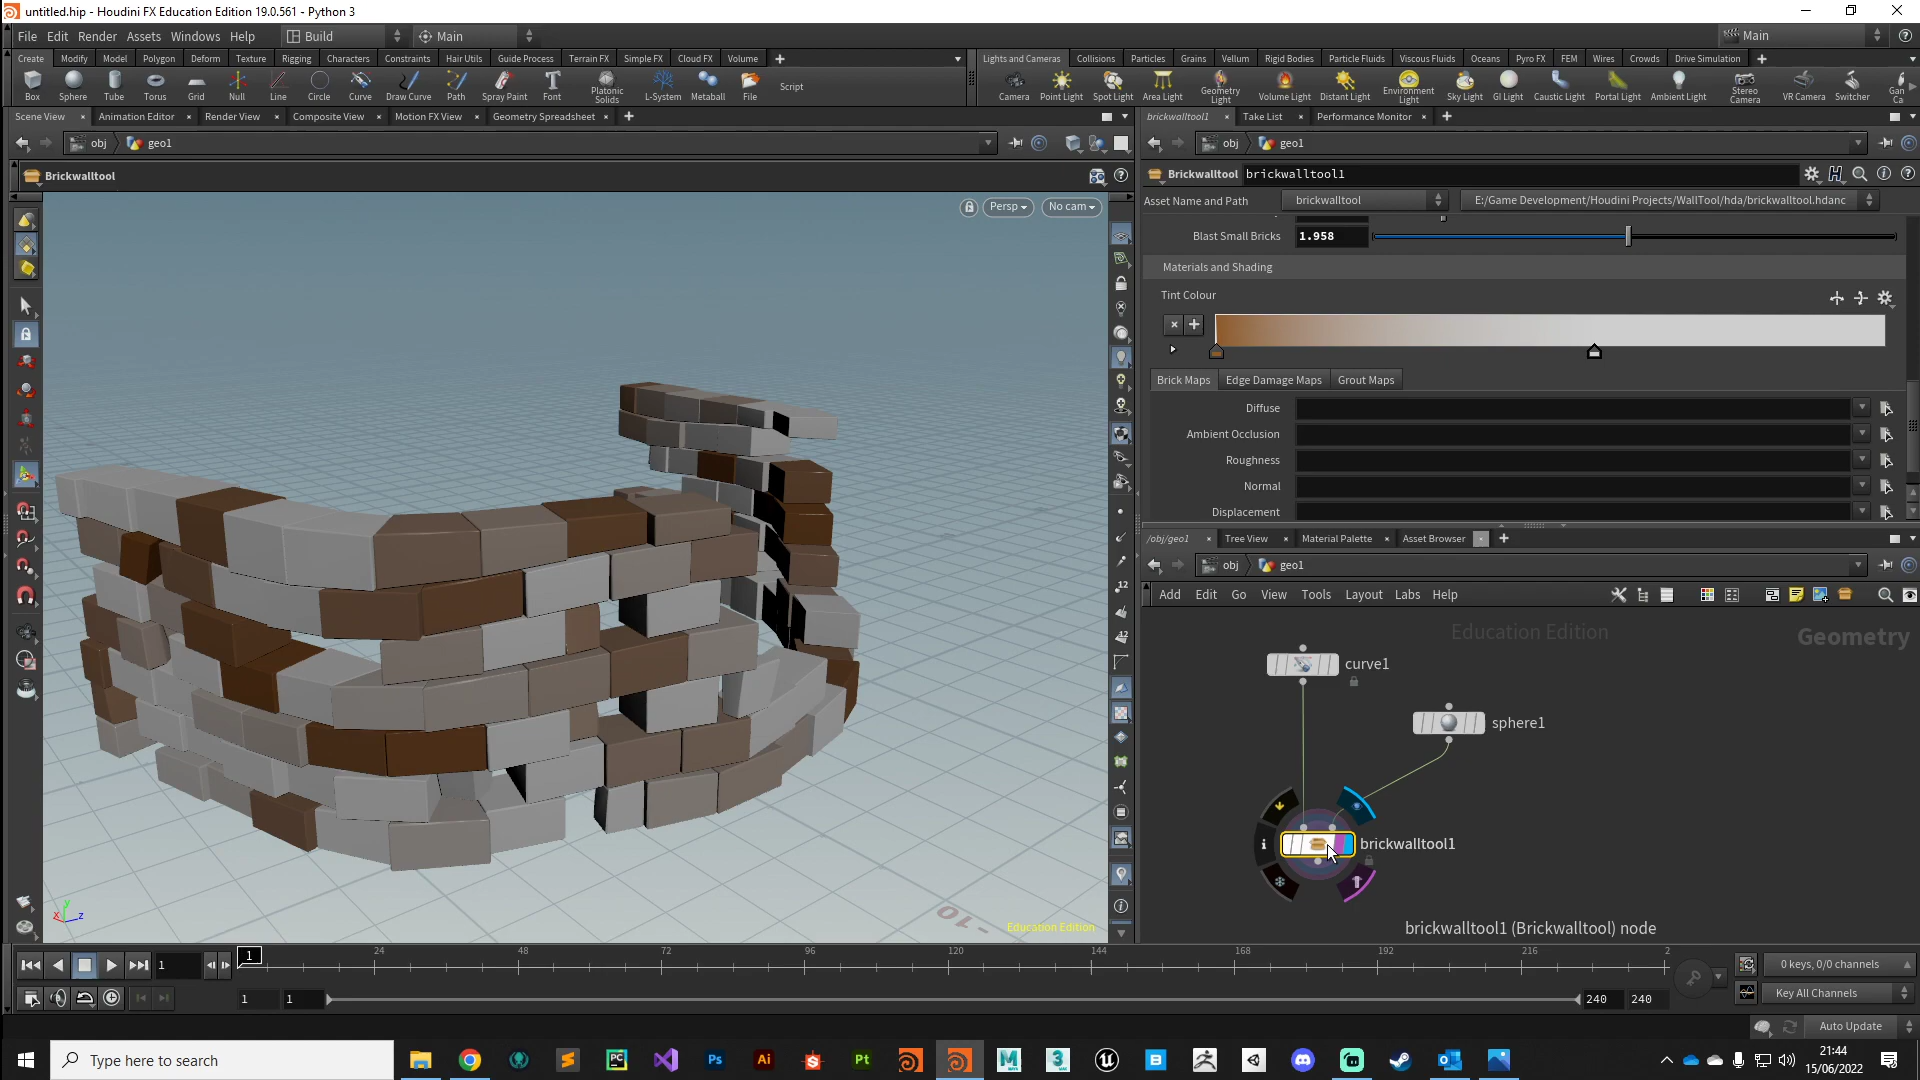 untitled.hip - Houdini FX Education Edition 19.0.561 - Python 3
File Edit Render Assets Windows Help Build Main Main
Create Modify Model Polygon Deform Texture Rigging Characters Constraints Hair Utils Guide Process Terrain FX Simple FX Cloud FX Volume
Lights and Cameras Collisions Particles Grains Vellum Rigid Bodies Particle Fluids Viscous Fluids Oceans Pyro FX FEM Wires Crowds Drive Simulation
Box Sphere Tube Torus Grid Null Line Circle Curve Draw Curve Path Spray Paint Font Platonic Solids L-System Metaball File Script
Camera Point Light Spot Light Area Light Geometry Light Volume Light Distant Light Environment Light Sky Light GI Light Caustic Light Portal Light Ambient Light Stereo Camera VR Camera Switcher Gan Ca
Scene View Animation Editor Render View Composite View Motion FX View Geometry Spreadsheet
brickwalltool1 Take List Performance Monitor
obj geo1
obj geo1
Brickwalltool
Brickwalltool brickwalltool1
Asset Name and Path brickwalltool E:/Game Development/Houdini Projects/WallTool/hda/brickwalltool.hdanc
Persp No cam
Blast Small Bricks 1.958
Materials and Shading
Tint Colour
Brick Maps Edge Damage Maps Grout Maps
Diffuse
Ambient Occlusion
Roughness
Normal
Displacement
/obj/geo1 Tree View Material Palette Asset Browser
obj geo1
Add Edit Go View Tools Layout Labs Help
Education Edition
Geometry
curve1
sphere1
brickwalltool1
brickwalltool1 (Brickwalltool) node
12
12
x y z
10
Education Edition
1 1 24 48 72 96 120 144 168 192 216 2
0 keys, 0/0 channels
1 1 240 240
Key All Channels
Auto Update
Type here to search
21:44
15/06/2022